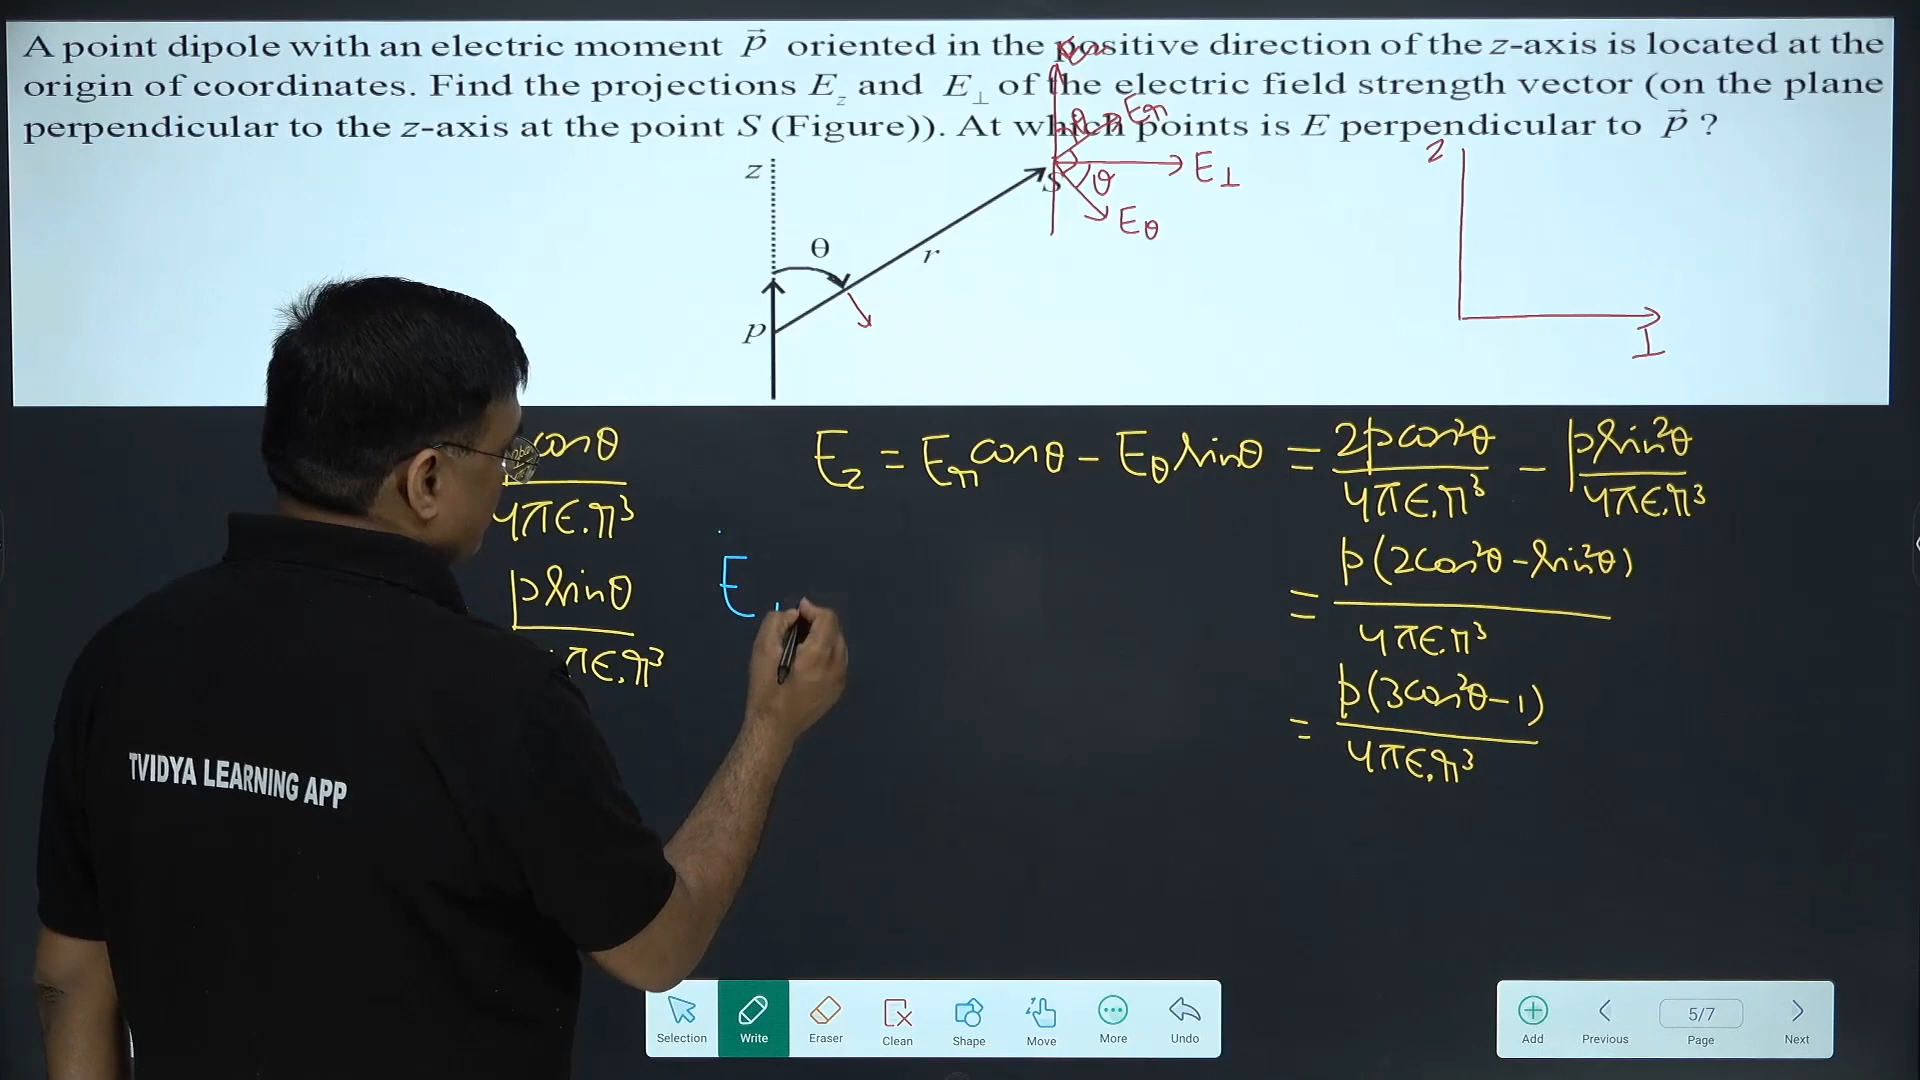 A point dipole with an electric moment p⃗ oriented in the positive direction of the z-axis is located at the
origin of coordinates. Find the projections E_z and E_⊥ of the electric field strength vector (on the plane
perpendicular to the z-axis at the point S (Figure)). At which points is E perpendicular to p⃗ ?
z
θ
r
p
S
E_r
E_⊥
θ
E_θ
z
⊥
cosθ
4πε₀r³
psinθ
πε₀r³
E_z = E_r cosθ - E_θ sinθ = 2pcos²θ/4πε₀r³ - psin²θ/4πε₀r³
= p(2cos²θ - sin²θ)/4πε₀r³
= p(3cos²θ-1)/4πε₀r³
E
TVIDYA LEARNING APP
Selection Write Eraser Clean Shape Move More Undo
Add Previous 5/7 Page Next